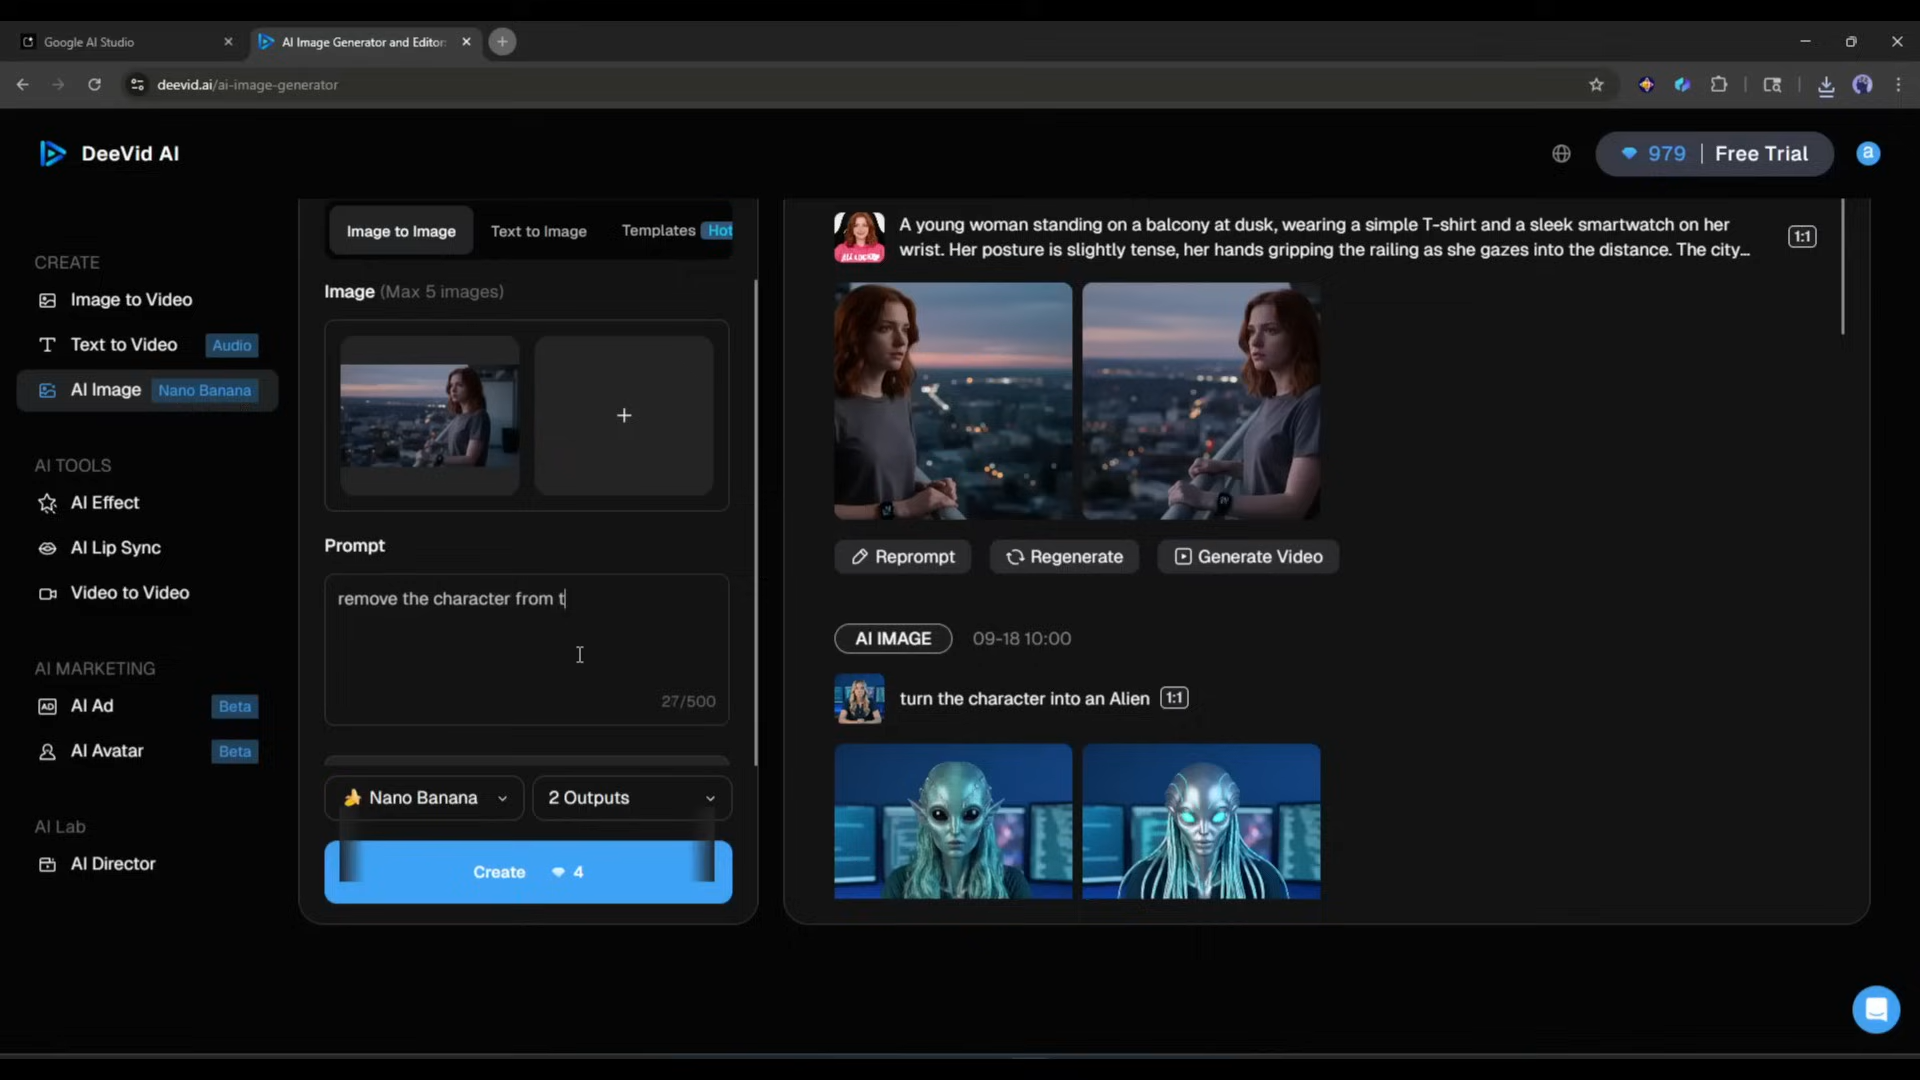 Google AI Studio
AI Image Generator and Editor
deevid.ai/ai-image-generator
DeeVid AI
979 | Free Trial
a
CREATE
Image to Video
Text to Video Audio
AI Image Nano Banana
AI TOOLS
AI Effect
AI Lip Sync
Video to Video
AI MARKETING
AI Ad Beta
AI Avatar Beta
AI Lab
AI Director
Image to Image Text to Image Templates Hot
Image (Max 5 images)
Prompt
remove the character from t
27/500
Nano Banana
2 Outputs
Create 4
A young woman standing on a balcony at dusk, wearing a simple T-shirt and a sleek smartwatch on her
wrist. Her posture is slightly tense, her hands gripping the railing as she gazes into the distance. The city...
1:1
Reprompt Regenerate Generate Video
AI IMAGE 09-18 10:00
turn the character into an Alien 1:1